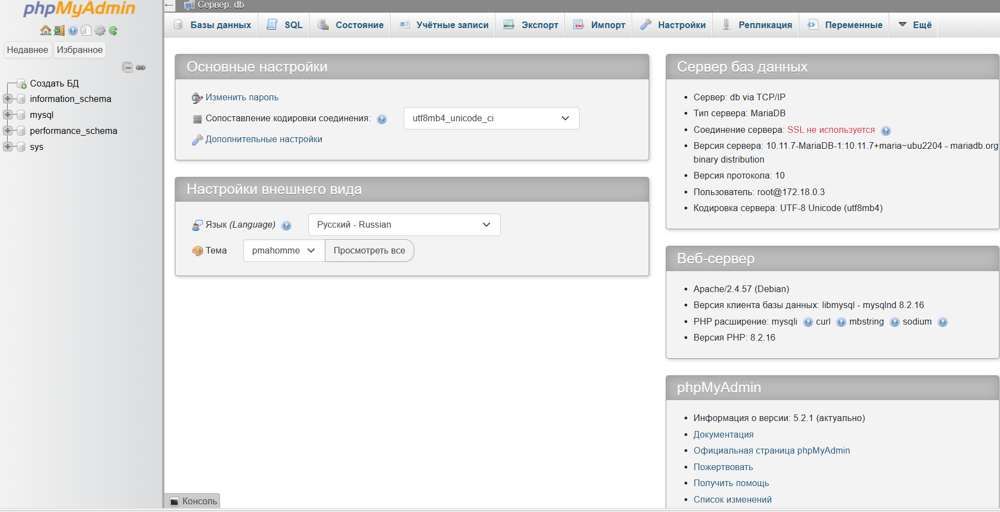 phpMyAdmin
Недавнее Избранное
Создать БД
information_schema
mysql
performance_schema
sys
← Сервер: db
Базы данных SQL Состояние Учётные записи Экспорт Импорт Настройки Репликация Переменные Ещё
Основные настройки
Изменить пароль
Сопоставление кодировки соединения: utf8mb4_unicode_ci
Дополнительные настройки
Настройки внешнего вида
Язык (Language) Русский - Russian
Тема pmahomme Просмотреть все
Консоль
Сервер баз данных
• Сервер: db via TCP/IP
• Тип сервера: MariaDB
• Соединение сервера: SSL не используется
• Версия сервера: 10.11.7-MariaDB-1:10.11.7+maria~ubu2204 - mariadb.org
binary distribution
• Версия протокола: 10
• Пользователь: root@172.18.0.3
• Кодировка сервера: UTF-8 Unicode (utf8mb4)
Веб-сервер
• Apache/2.4.57 (Debian)
• Версия клиента базы данных: libmysql - mysqlnd 8.2.16
• PHP расширение: mysqli curl mbstring sodium
• Версия PHP: 8.2.16
phpMyAdmin
• Информация о версии: 5.2.1 (актуально)
• Документация
• Официальная страница phpMyAdmin
• Пожертвовать
• Получить помощь
• Список изменений